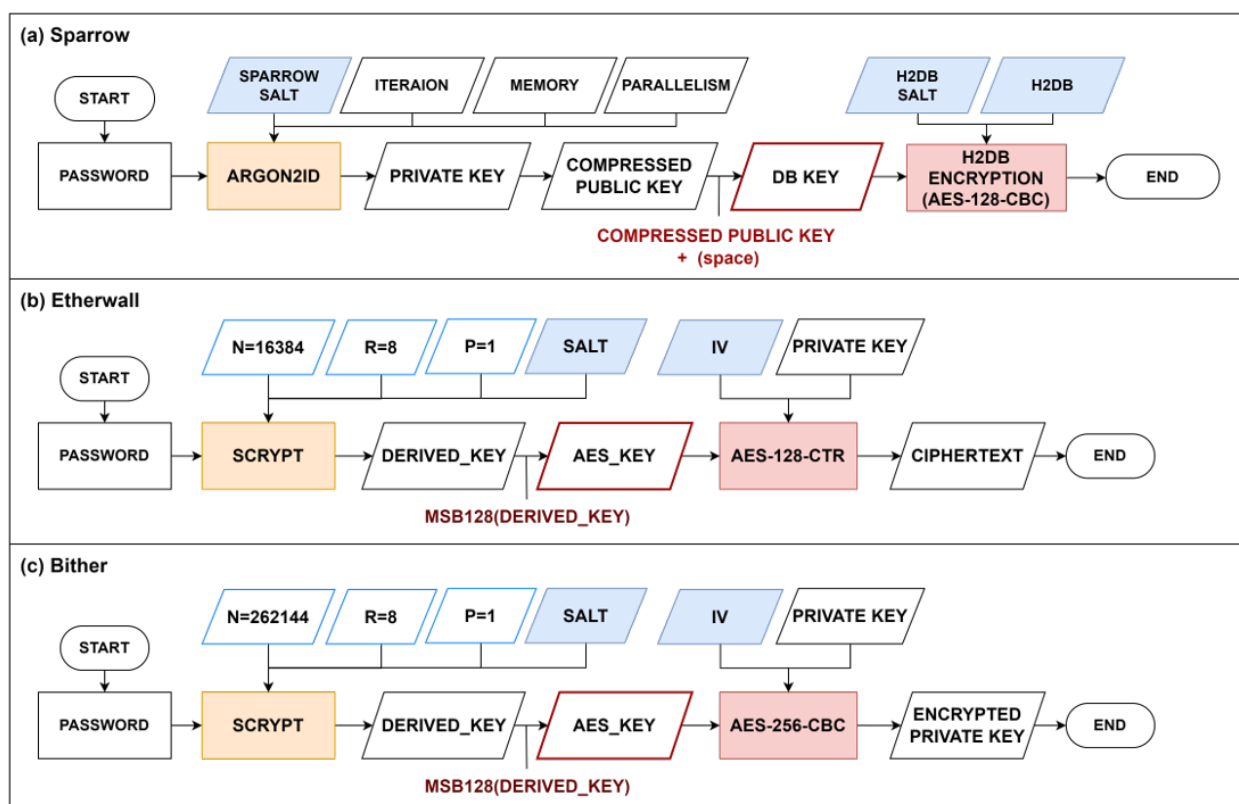 (a) Sparrow
START
SPARROW
SALT
ITERAION
MEMORY
PARALLELISM
H2DB
SALT
H2DB
PASSWORD
ARGON2ID
PRIVATE KEY
COMPRESSED
PUBLIC KEY
DB KEY
H2DB
ENCRYPTION
(AES-128-CBC)
END
COMPRESSED PUBLIC KEY
+ (space)
(b) Etherwall
START
N=16384
R=8
P=1
SALT
IV
PRIVATE KEY
PASSWORD
SCRYPT
DERIVED_KEY
AES_KEY
AES-128-CTR
CIPHERTEXT
END
MSB128(DERIVED_KEY)
(c) Bither
START
N=262144
R=8
P=1
SALT
IV
PRIVATE KEY
PASSWORD
SCRYPT
DERIVED_KEY
AES_KEY
AES-256-CBC
ENCRYPTED
PRIVATE KEY
END
MSB128(DERIVED_KEY)